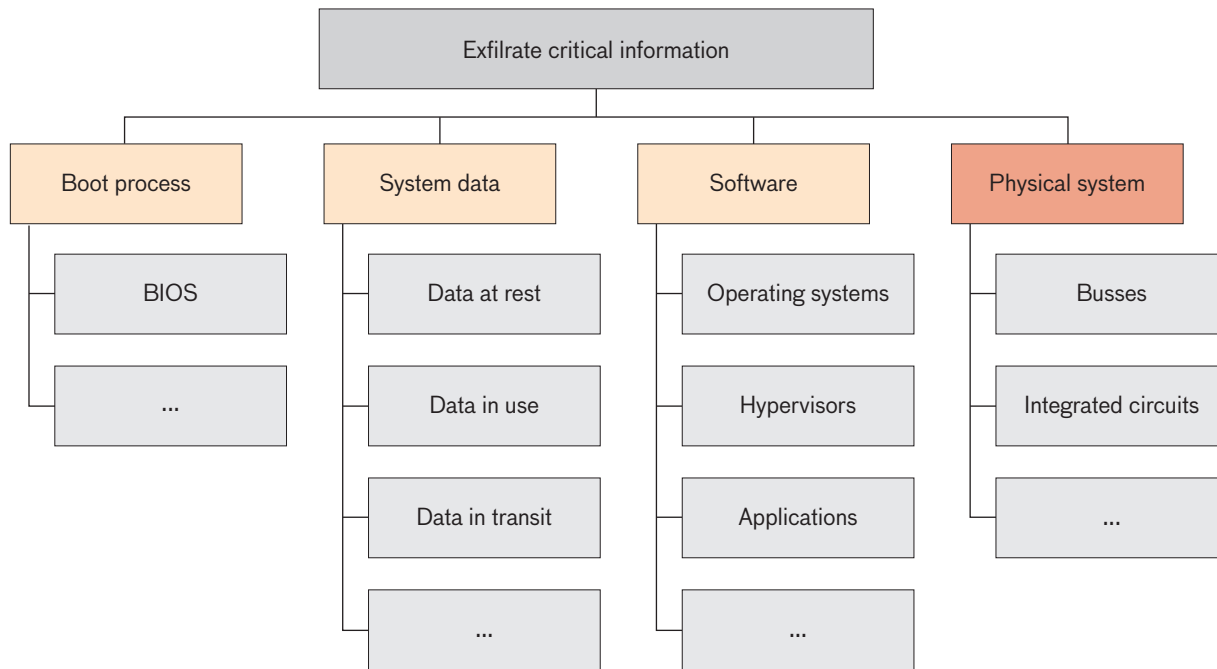 Exfilrate critical information
Boot process
System data
Software
Physical system
BIOS
Data at rest
Operating systems
Busses
...
Data in use
Hypervisors
Integrated circuits
Data in transit
Applications
...
...
...